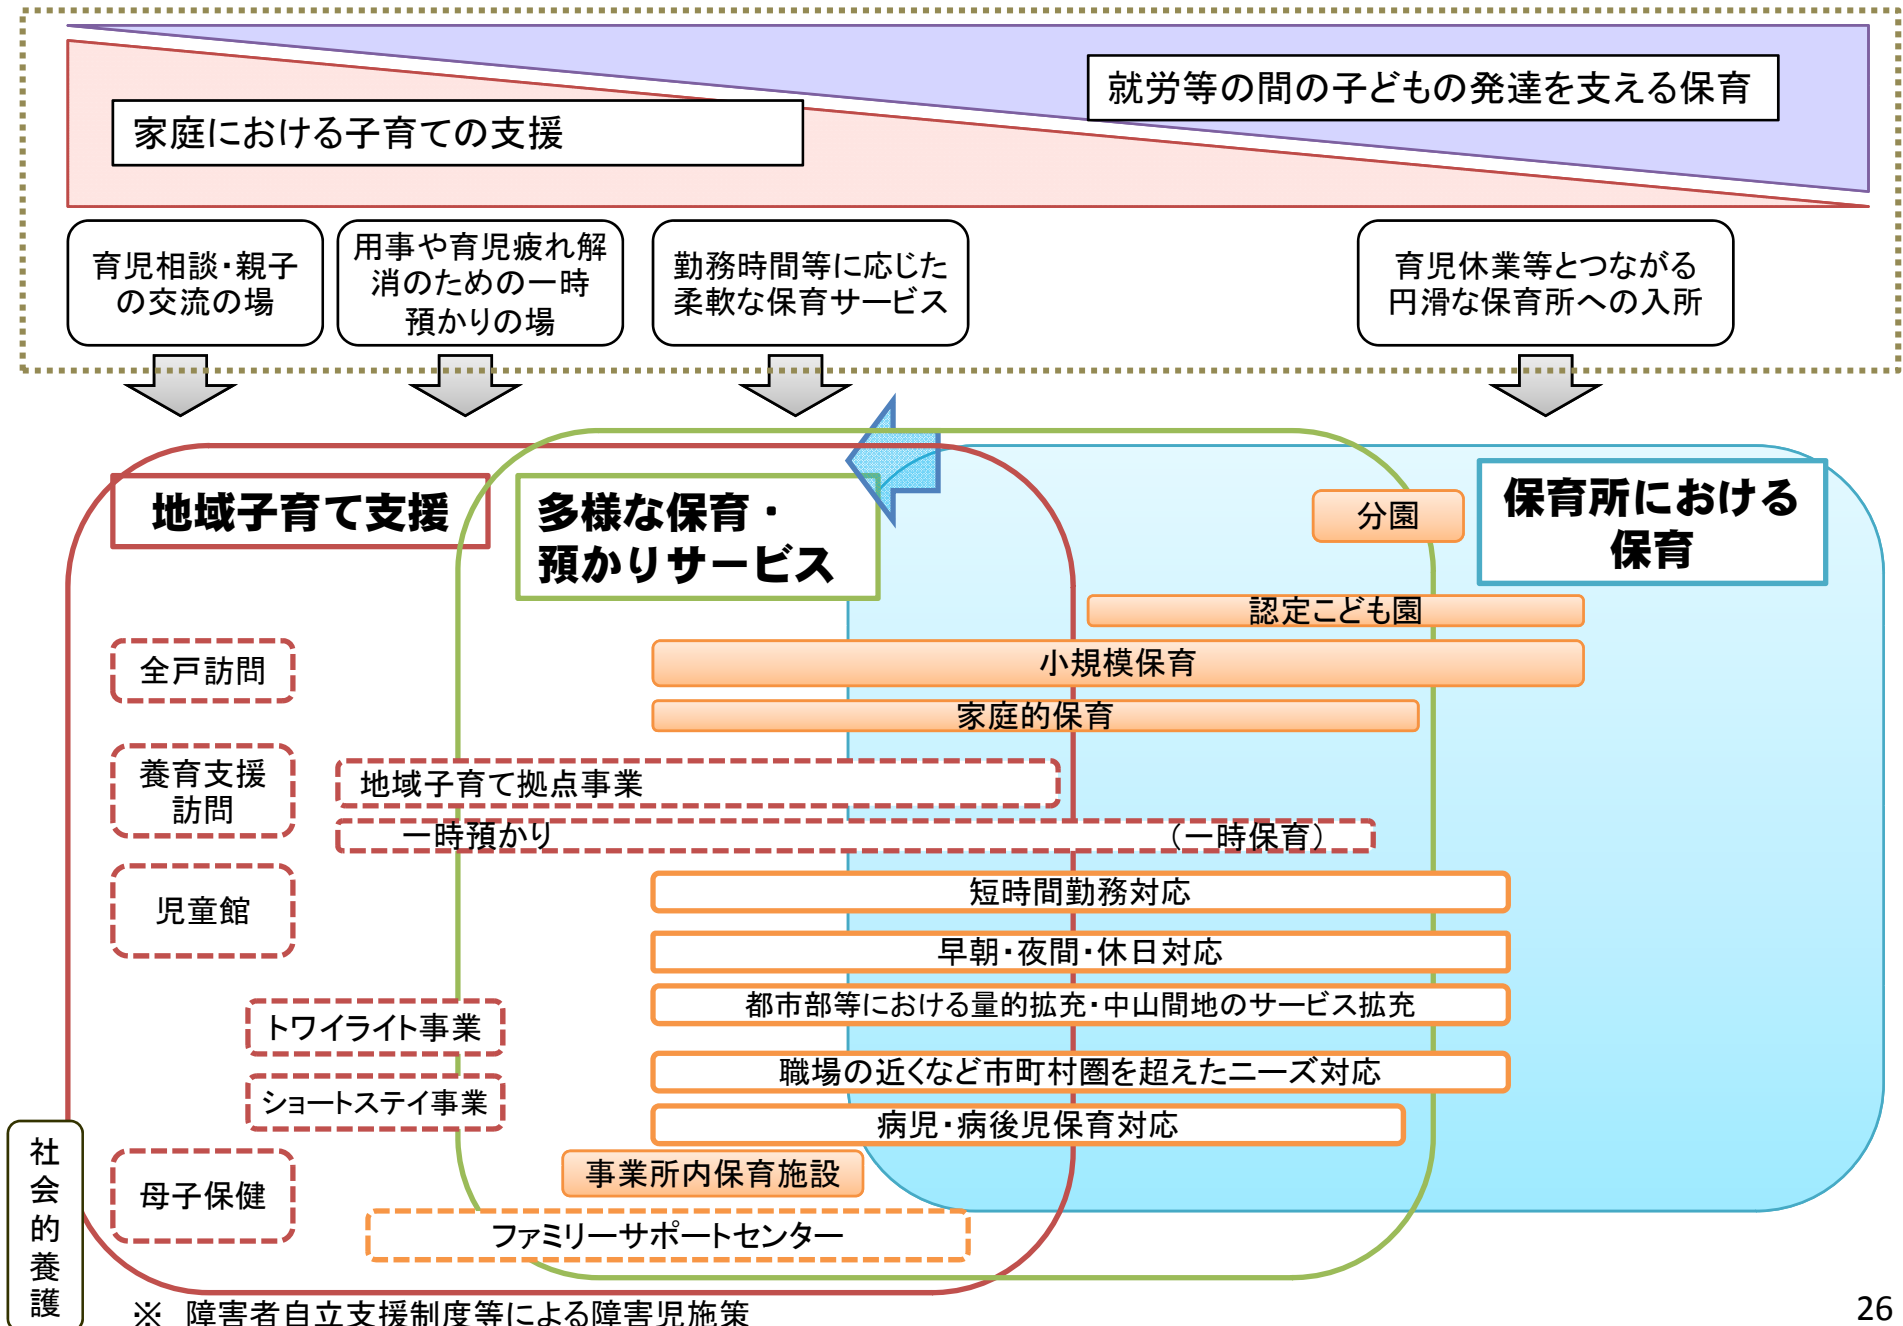 就労等の間の子どもの発達を支える保育
家庭における子育ての支援
育児相談・親子
の交流の場
用事や育児疲れ解
消のための一時
預かりの場
勤務時間等に応じた
柔軟な保育サービス
育児休業等とつながる
円滑な保育所への入所
地域子育て支援
多様な保育・
預かりサービス
保育所における
保育
分園
認定こども園
小規模保育
家庭的保育
全戸訪問
養育支援
訪問
地域子育て拠点事業
一時預かり
（一時保育）
児童館
短時間勤務対応
早朝・夜間・休日対応
都市部等における量的拡充・中山間地のサービス拡充
トワイライト事業
職場の近くなど市町村圏を超えたニーズ対応
ショートステイ事業
病児・病後児保育対応
事業所内保育施設
母子保健
ファミリーサポートセンター
社会的養護
※　障害者自立支援制度等による障害児施策
26